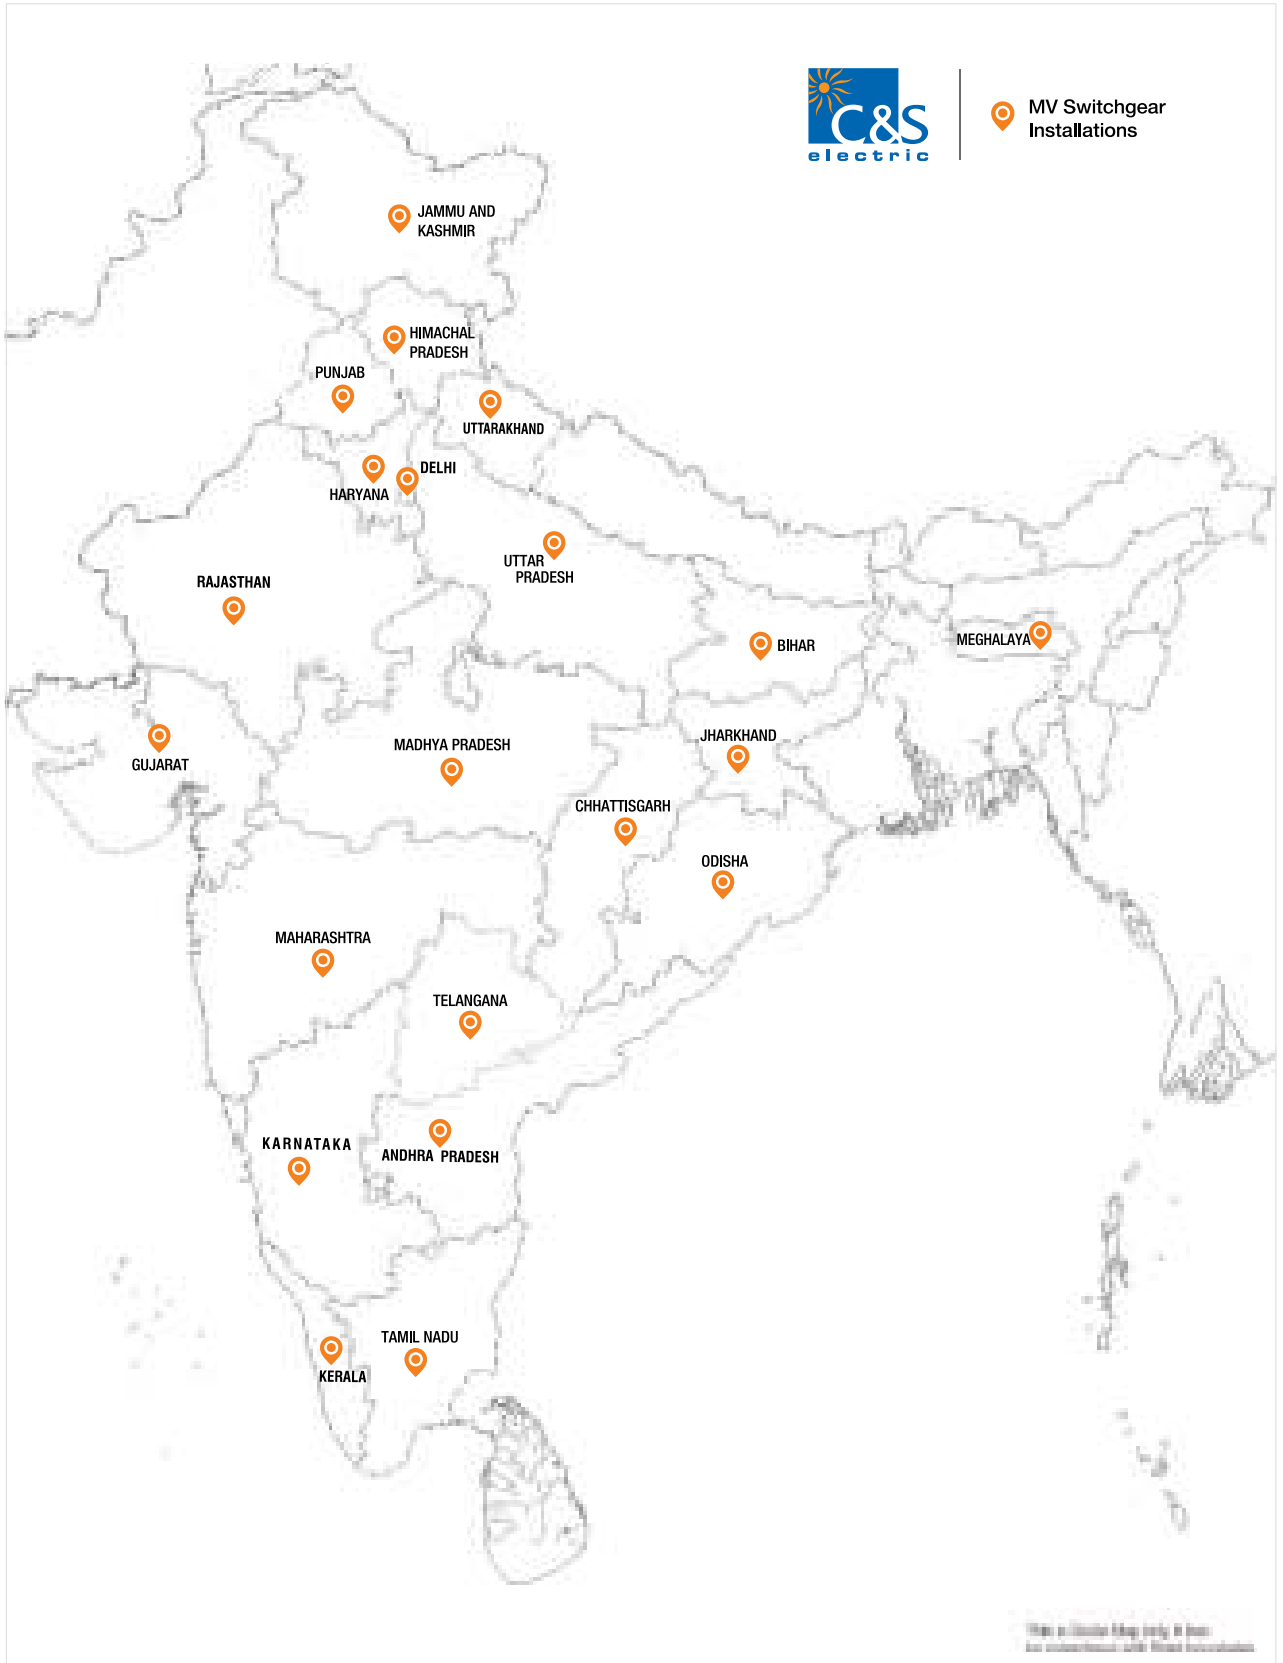 C&S
electric
MV Switchgear
Installations
JAMMU AND
KASHMIR
HIMACHAL
PRADESH
PUNJAB
UTTARAKHAND
DELHI
HARYANA
UTTAR
PRADESH
RAJASTHAN
BIHAR
MEGHALAYA
JHARKHAND
MADHYA PRADESH
GUJARAT
CHHATTISGARH
ODISHA
MAHARASHTRA
TELANGANA
KARNATAKA
ANDHRA PRADESH
TAMIL NADU
KERALA